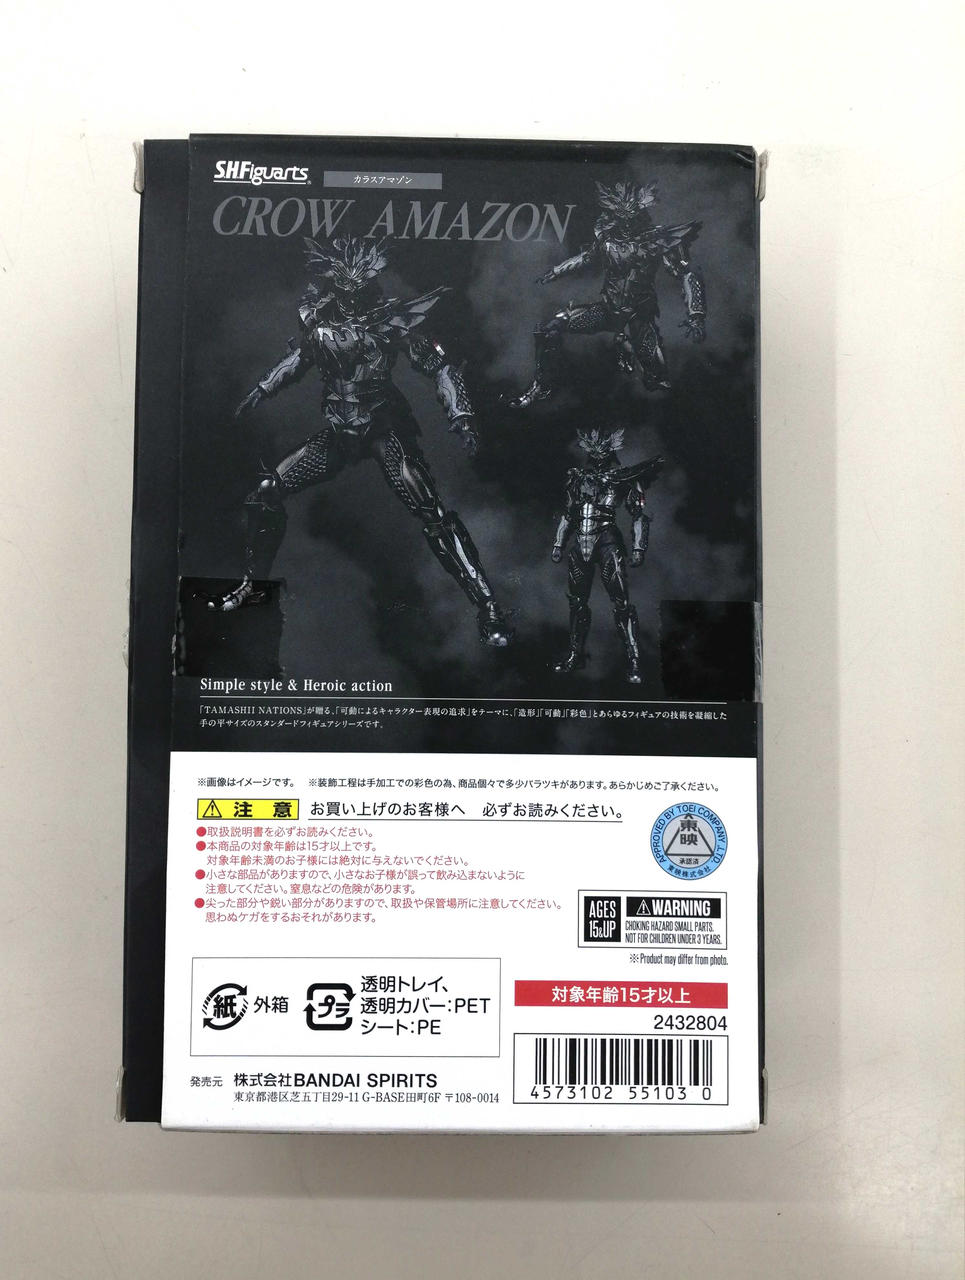 S.H.Figuarts
カラスアマゾン
CROW AMAZON
Simple style & Heroic action
「TAMASHII NATIONS」が贈る、「可動によるキャラクター表現の追求」をテーマに、「造形」「可動」「彩色」とあらゆるフィギュアの技術を凝縮した
手の平サイズのスタンダードフィギュアシリーズです。
※画像はイメージです。 ※装飾工程は手加工での彩色の為、商品個々で多少バラツキがあります。あらかじめご了承ください。
注意 お買い上げのお客様へ 必ずお読みください。
●取扱説明書を必ずお読みください。
●本商品の対象年齢は15才以上です。
対象年齢未満のお子様には絶対に与えないでください。
●小さな部品がありますので、小さなお子様が誤って飲み込まないように
注意してください。窒息などの危険があります。
●尖った部分や鋭い部分がありますので、取扱や保管場所に注意してください。
思わぬケガをするおそれがあります。
APPROVED BY TOEI COMPANY, LTD.
東映
承認済
東映株式会社
AGES
15&UP
WARNING
CHOKING HAZARD SMALL PARTS.
NOT FOR CHILDREN UNDER 3 YEARS.
※Product may differ from photo.
紙 外箱
プラ
透明トレイ、
透明カバー:PET
シート:PE
対象年齢15才以上
2432804
4573102 55103 0
発売元 株式会社BANDAI SPIRITS
東京都港区芝五丁目29-11 G-BASE田町6F 〒108-0014